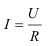 I = U/R